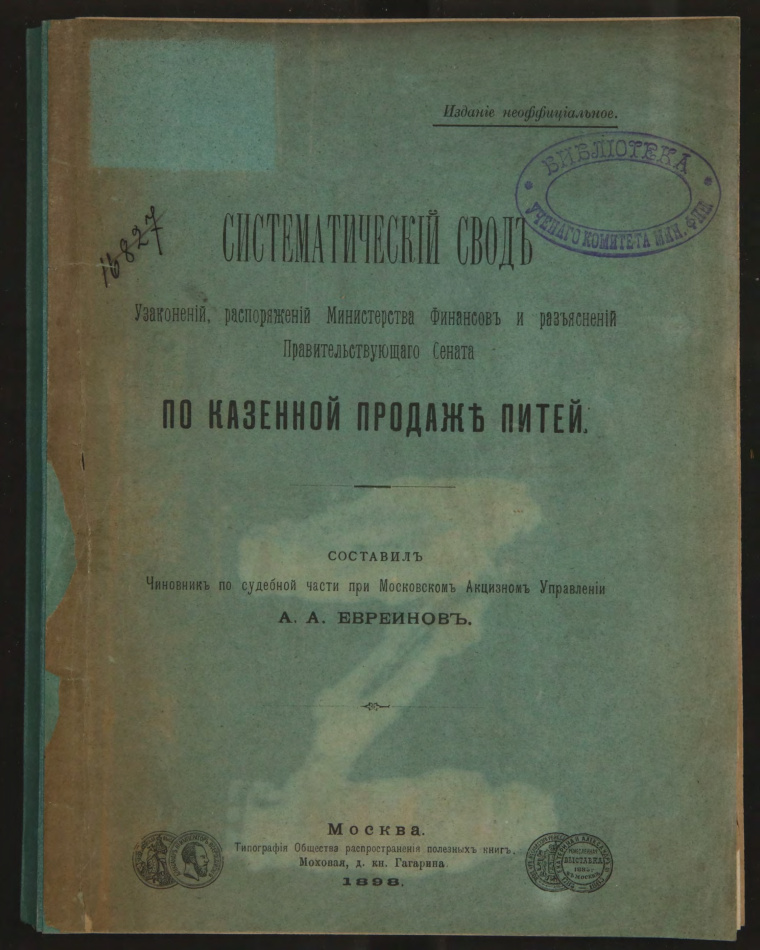 Изданіе неоффиціальное.
БИБЛІОТЕКА
УЧЕНАГО КОМИТЕТА МИН. ФИН.
16827
СИСТЕМАТИЧЕСКІЙ СВОДЪ
Узаконеній, распоряженій Министерства Финансовъ и разъясненій
Правительствующаго Сената
ПО КАЗЕННОЙ ПРОДАЖѢ ПИТЕЙ.
СОСТАВИЛЪ
Чиновникъ по судебной части при Московскомъ Акцизномъ Управленіи
А. А. ЕВРЕИНОВЪ.
Москва.
Типографія Общества распространенія полезныхъ книгъ,
Моховая, д. кн. Гагарина.
1898.
ВЫСТАВКА